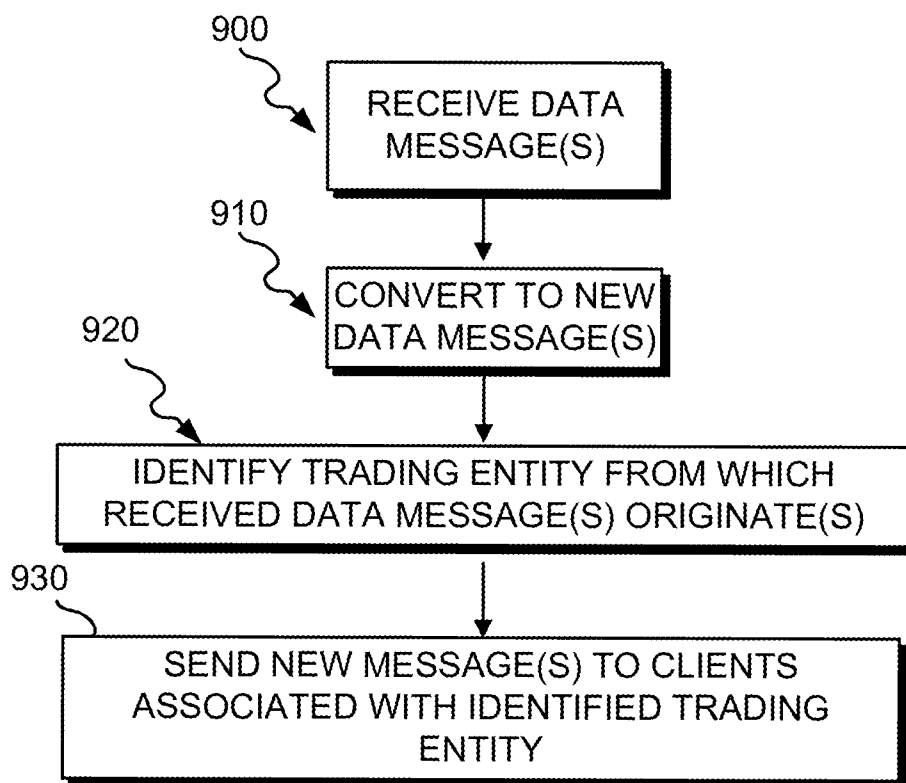 900
RECEIVE DATA
MESSAGE(S)
910
CONVERT TO NEW
DATA MESSAGE(S)
920
IDENTIFY TRADING ENTITY FROM WHICH
RECEIVED DATA MESSAGE(S) ORIGINATE(S)
930
SEND NEW MESSAGE(S) TO CLIENTS
ASSOCIATED WITH IDENTIFIED TRADING
ENTITY